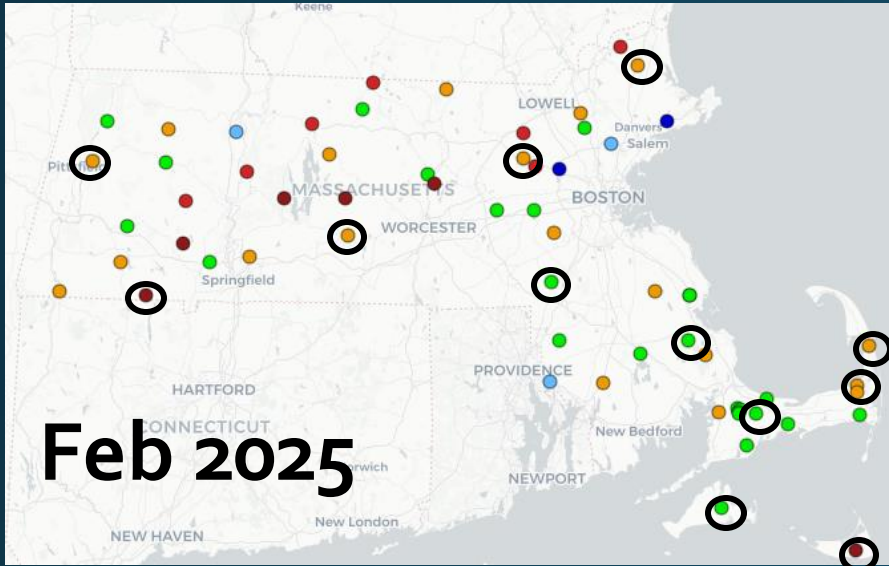 Keene
LOWELL
Danvers
Salem
Pittsfield
MASSACHUSETTS
BOSTON
WORCESTER
Springfield
PROVIDENCE
HARTFORD
CONNECTICUT
New Bedford
Feb 2025
orwich
NEWPORT
New London
NEW HAVEN